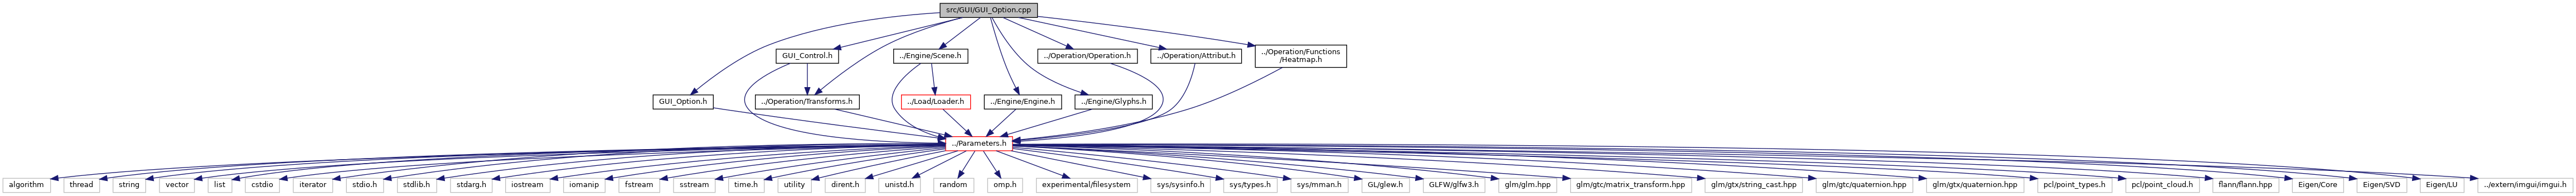 src/GUI/GUI_Option.cpp
GUI_Control.h
../Engine/Scene.h
../Operation/Operation.h
../Operation/Attribut.h
../Operation/Functions
/Heatmap.h
GUI_Option.h
../Operation/Transforms.h
../Load/Loader.h
../Engine/Engine.h
../Engine/Glyphs.h
../Parameters.h
algorithm
thread
string
vector
list
cstdio
iterator
stdio.h
stdlib.h
stdarg.h
iostream
iomanip
fstream
sstream
time.h
utility
dirent.h
unistd.h
random
omp.h
experimental/filesystem
sys/sysinfo.h
sys/types.h
sys/mman.h
GL/glew.h
GLFW/glfw3.h
glm/glm.hpp
glm/gtc/matrix_transform.hpp
glm/gtx/string_cast.hpp
glm/gtc/quaternion.hpp
glm/gtx/quaternion.hpp
pcl/point_types.h
pcl/point_cloud.h
flann/flann.hpp
Eigen/Core
Eigen/SVD
Eigen/LU
../extern/imgui/imgui.h